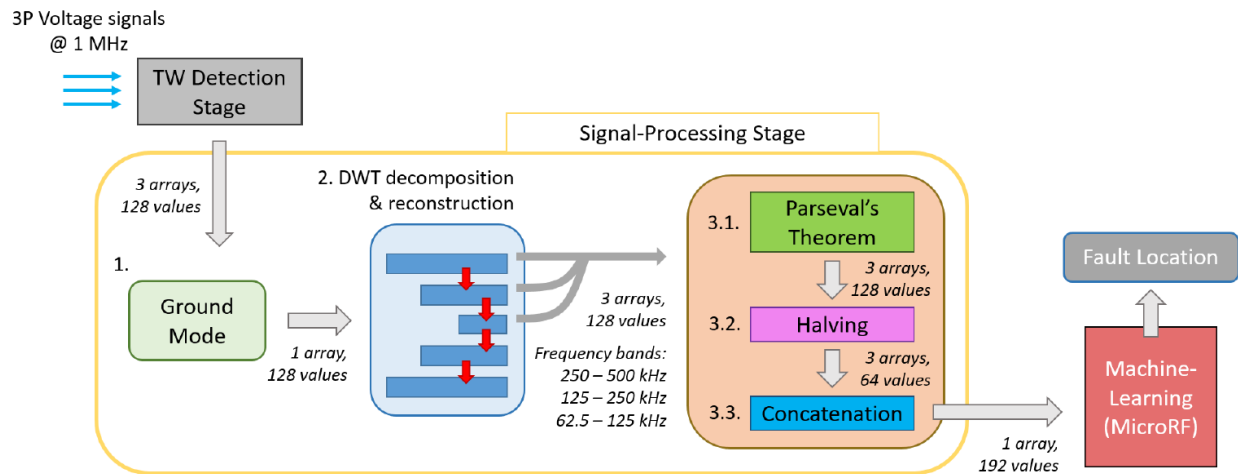 3P Voltage signals
@ 1 MHz
TW Detection
Stage
Signal-Processing Stage
3 arrays,
128 values
1.
Ground
Mode
1 array,
128 values
2. DWT decomposition
& reconstruction
3 arrays,
128 values
Frequency bands:
250 – 500 kHz
125 – 250 kHz
62.5 – 125 kHz
3.1.
Parseval's
Theorem
3 arrays,
128 values
3.2.
Halving
3 arrays,
64 values
3.3.
Concatenation
1 array,
192 values
Fault Location
Machine-
Learning
(MicroRF)